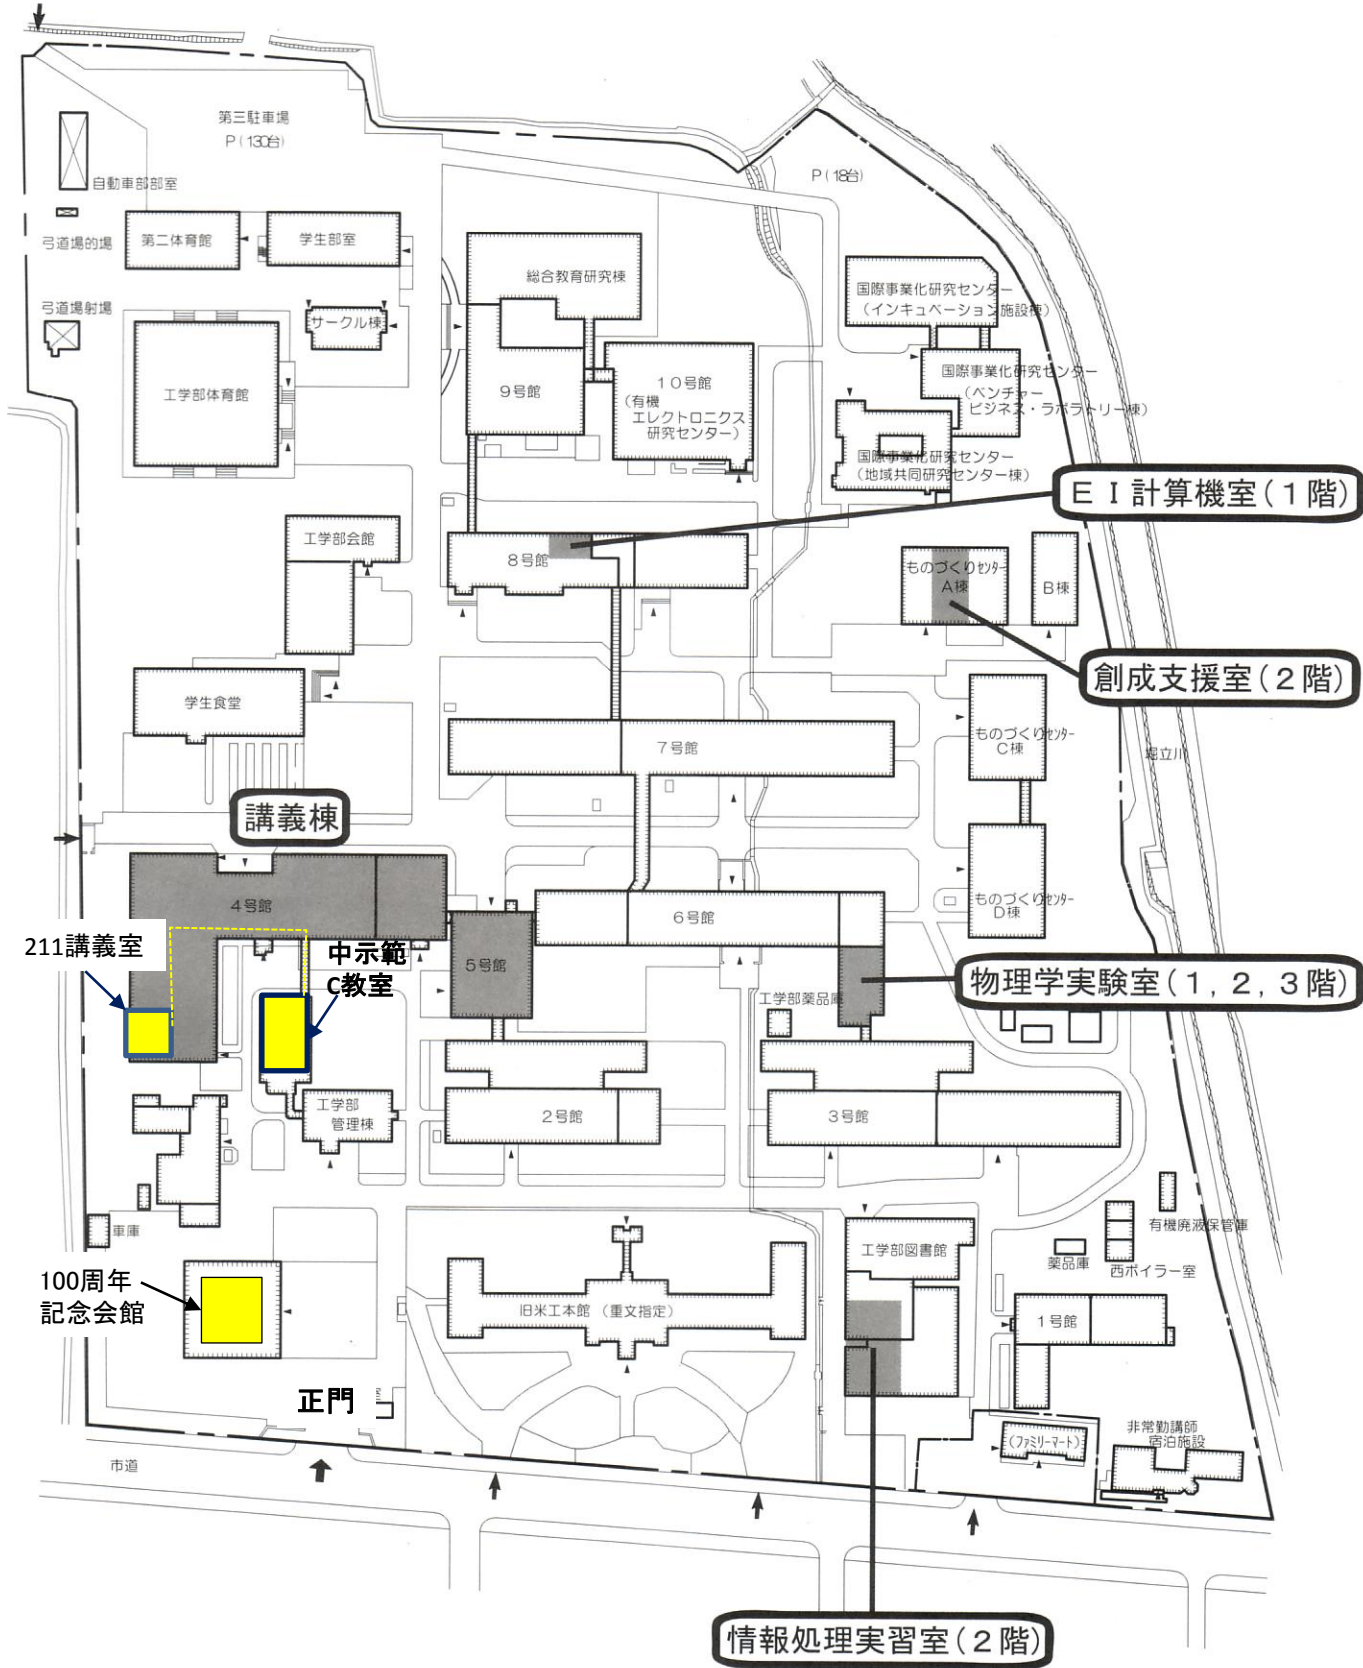 第三駐車場
P(130台)
自動車部部室
P(18台)
弓道場的場
第二体育館
学生部室
総合教育研究棟
国際事業化研究センター
(インキュベーション施設棟)
弓道場射場
サークル棟
工学部体育館
9号館
10号館
(有機
エレクトロニクス
研究センター)
国際事業化研究センター
(ベンチャー
ビジネス・ラボラトリー棟)
国際事業化研究センター
(地域共同研究センター棟)
EI計算機室(1階)
工学部会館
8号館
ものづくりセンター
A棟
B棟
創成支援室(2階)
学生食堂
7号館
ものづくりセンター
C棟
堀立川
講義棟
4号館
6号館
ものづくりセンター
D棟
211講義室
中示範
C教室
5号館
物理学実験室(1,2,3階)
工学部薬品庫
工学部
管理棟
2号館
3号館
車庫
有機廃液保管庫
工学部図書館
薬品庫
西ボイラー室
100周年
記念会館
旧米工本館 (重文指定)
1号館
正門
(ファミリーマート)
非常勤講師
宿泊施設
市道
情報処理実習室(2階)